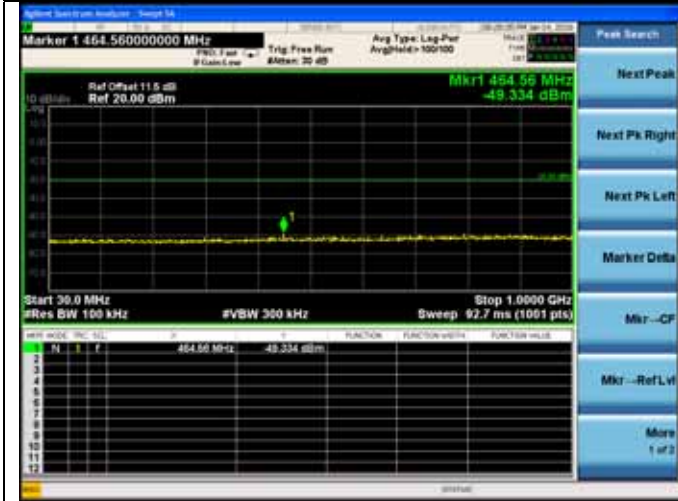 Agilent Spectrum Analyzer - Swept SA
Marker 1 464.560000000 MHz
PNO: Fast
IFGain:Low
Trig: Free Run
#Atten: 30 dB
Avg Type: Log-Pwr
Avg|Hold:>100/100
Peak Search
Next Peak
Next Pk Right
Next Pk Left
Marker Delta
Mkr→CF
Mkr→Ref Lvl
More
1 of 2
Mkr1 464.56 MHz
-49.334 dBm
Ref Offset 11.5 dB
Ref 20.00 dBm
10 dB/div
Log
1
Start 30.0 MHz
Stop 1.0000 GHz
#Res BW 100 kHz
#VBW 300 kHz
Sweep 92.7 ms (1001 pts)
MKR MODE TRC SCL X Y FUNCTION FUNCTION WIDTH FUNCTION VALUE
1 N 1 f 464.56 MHz -49.334 dBm
2
3
4
5
6
7
8
9
10
11
12
MSG
STATUS